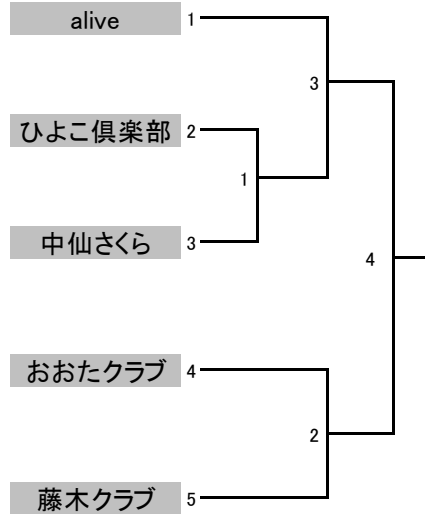 alive 1
3
ひよこ倶楽部 2
1
中仙さくら 3
4
おおたクラブ 4
2
藤木クラブ 5